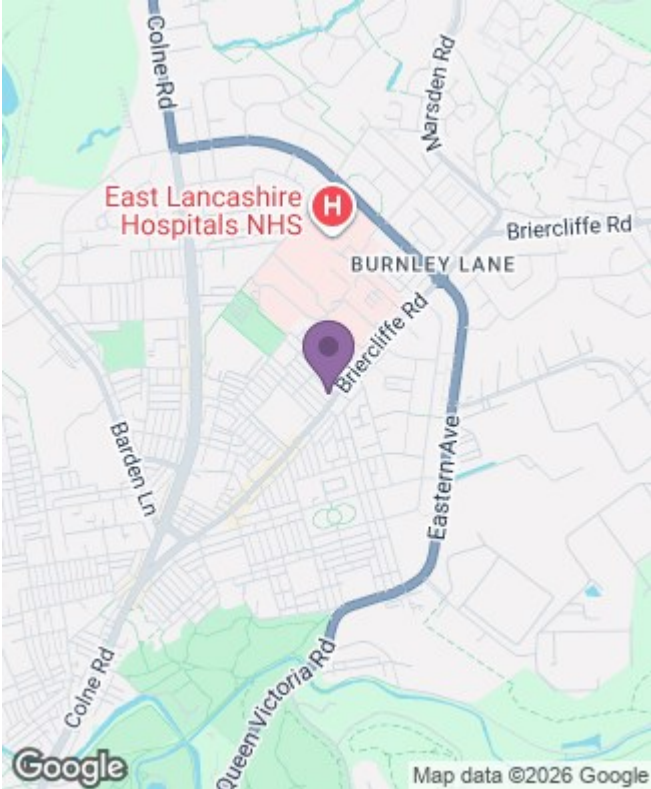 Colne Rd
Marsden Rd
East Lancashire
Hospitals NHS
H
Briercliffe Rd
BURNLEY LANE
Briercliffe Rd
Barden Ln
Eastern Ave
Colne Rd
Queen Victoria Rd
Google
Map data ©2026 Google